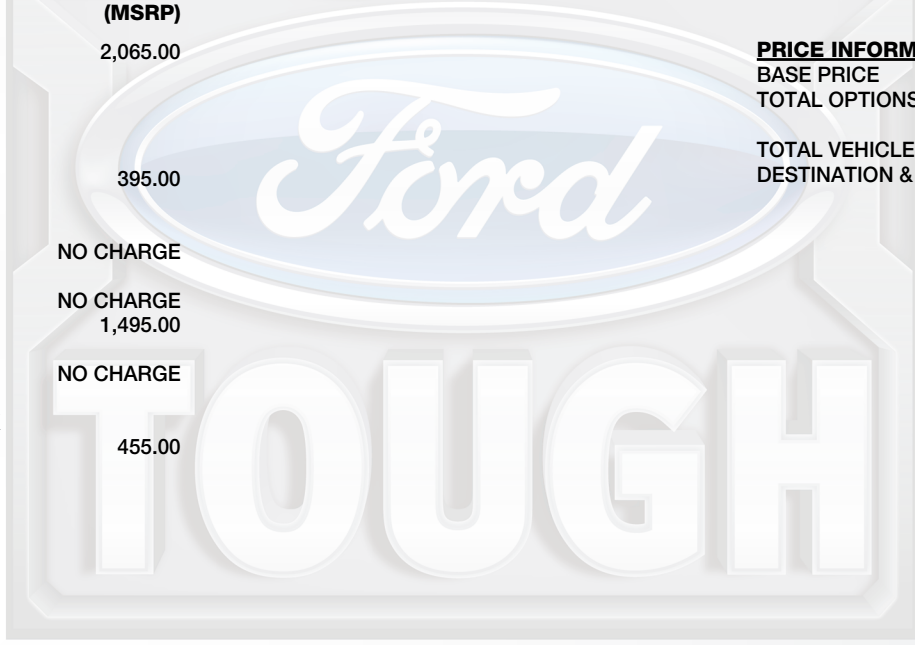 (MSRP)
2,065.00
395.00
NO CHARGE
NO CHARGE
1,495.00
NO CHARGE
455.00
PRICE INFORM
BASE PRICE
TOTAL OPTIONS
TOTAL VEHICLE
DESTINATION &
Ford
TOUGH